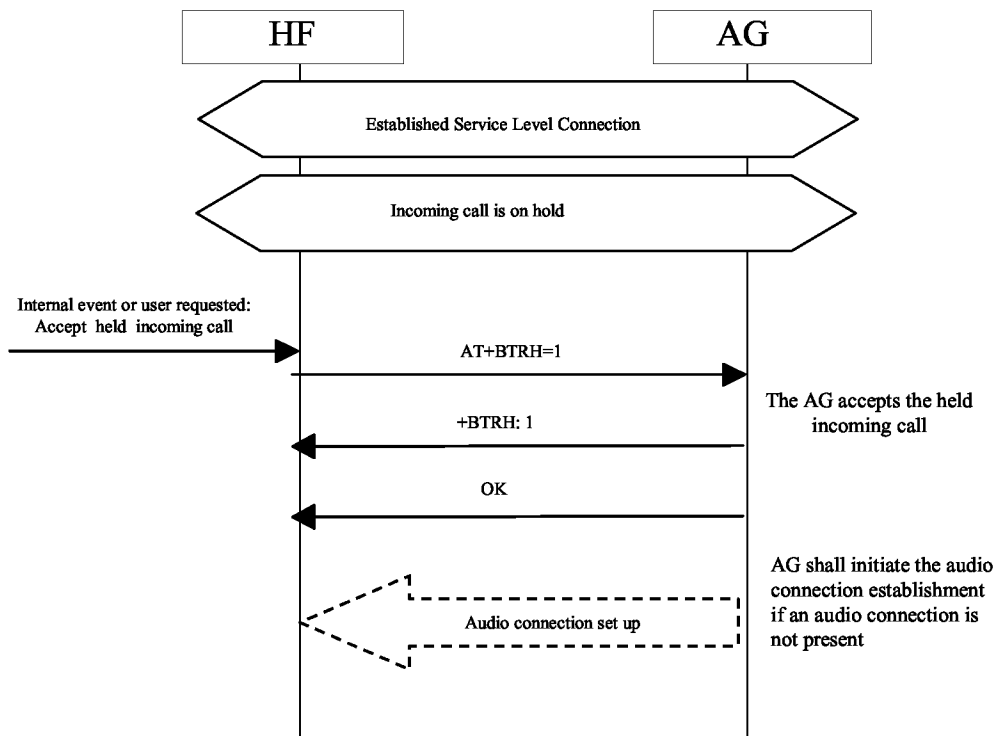 HF
AG
Established Service Level Connection
Incoming call is on hold
Internal event or user requested:
Accept held incoming call
AT+BTRH=1
The AG accepts the held
incoming call
+BTRH: 1
OK
AG shall initiate the audio
connection establishment
if an audio connection is
not present
Audio connection set up